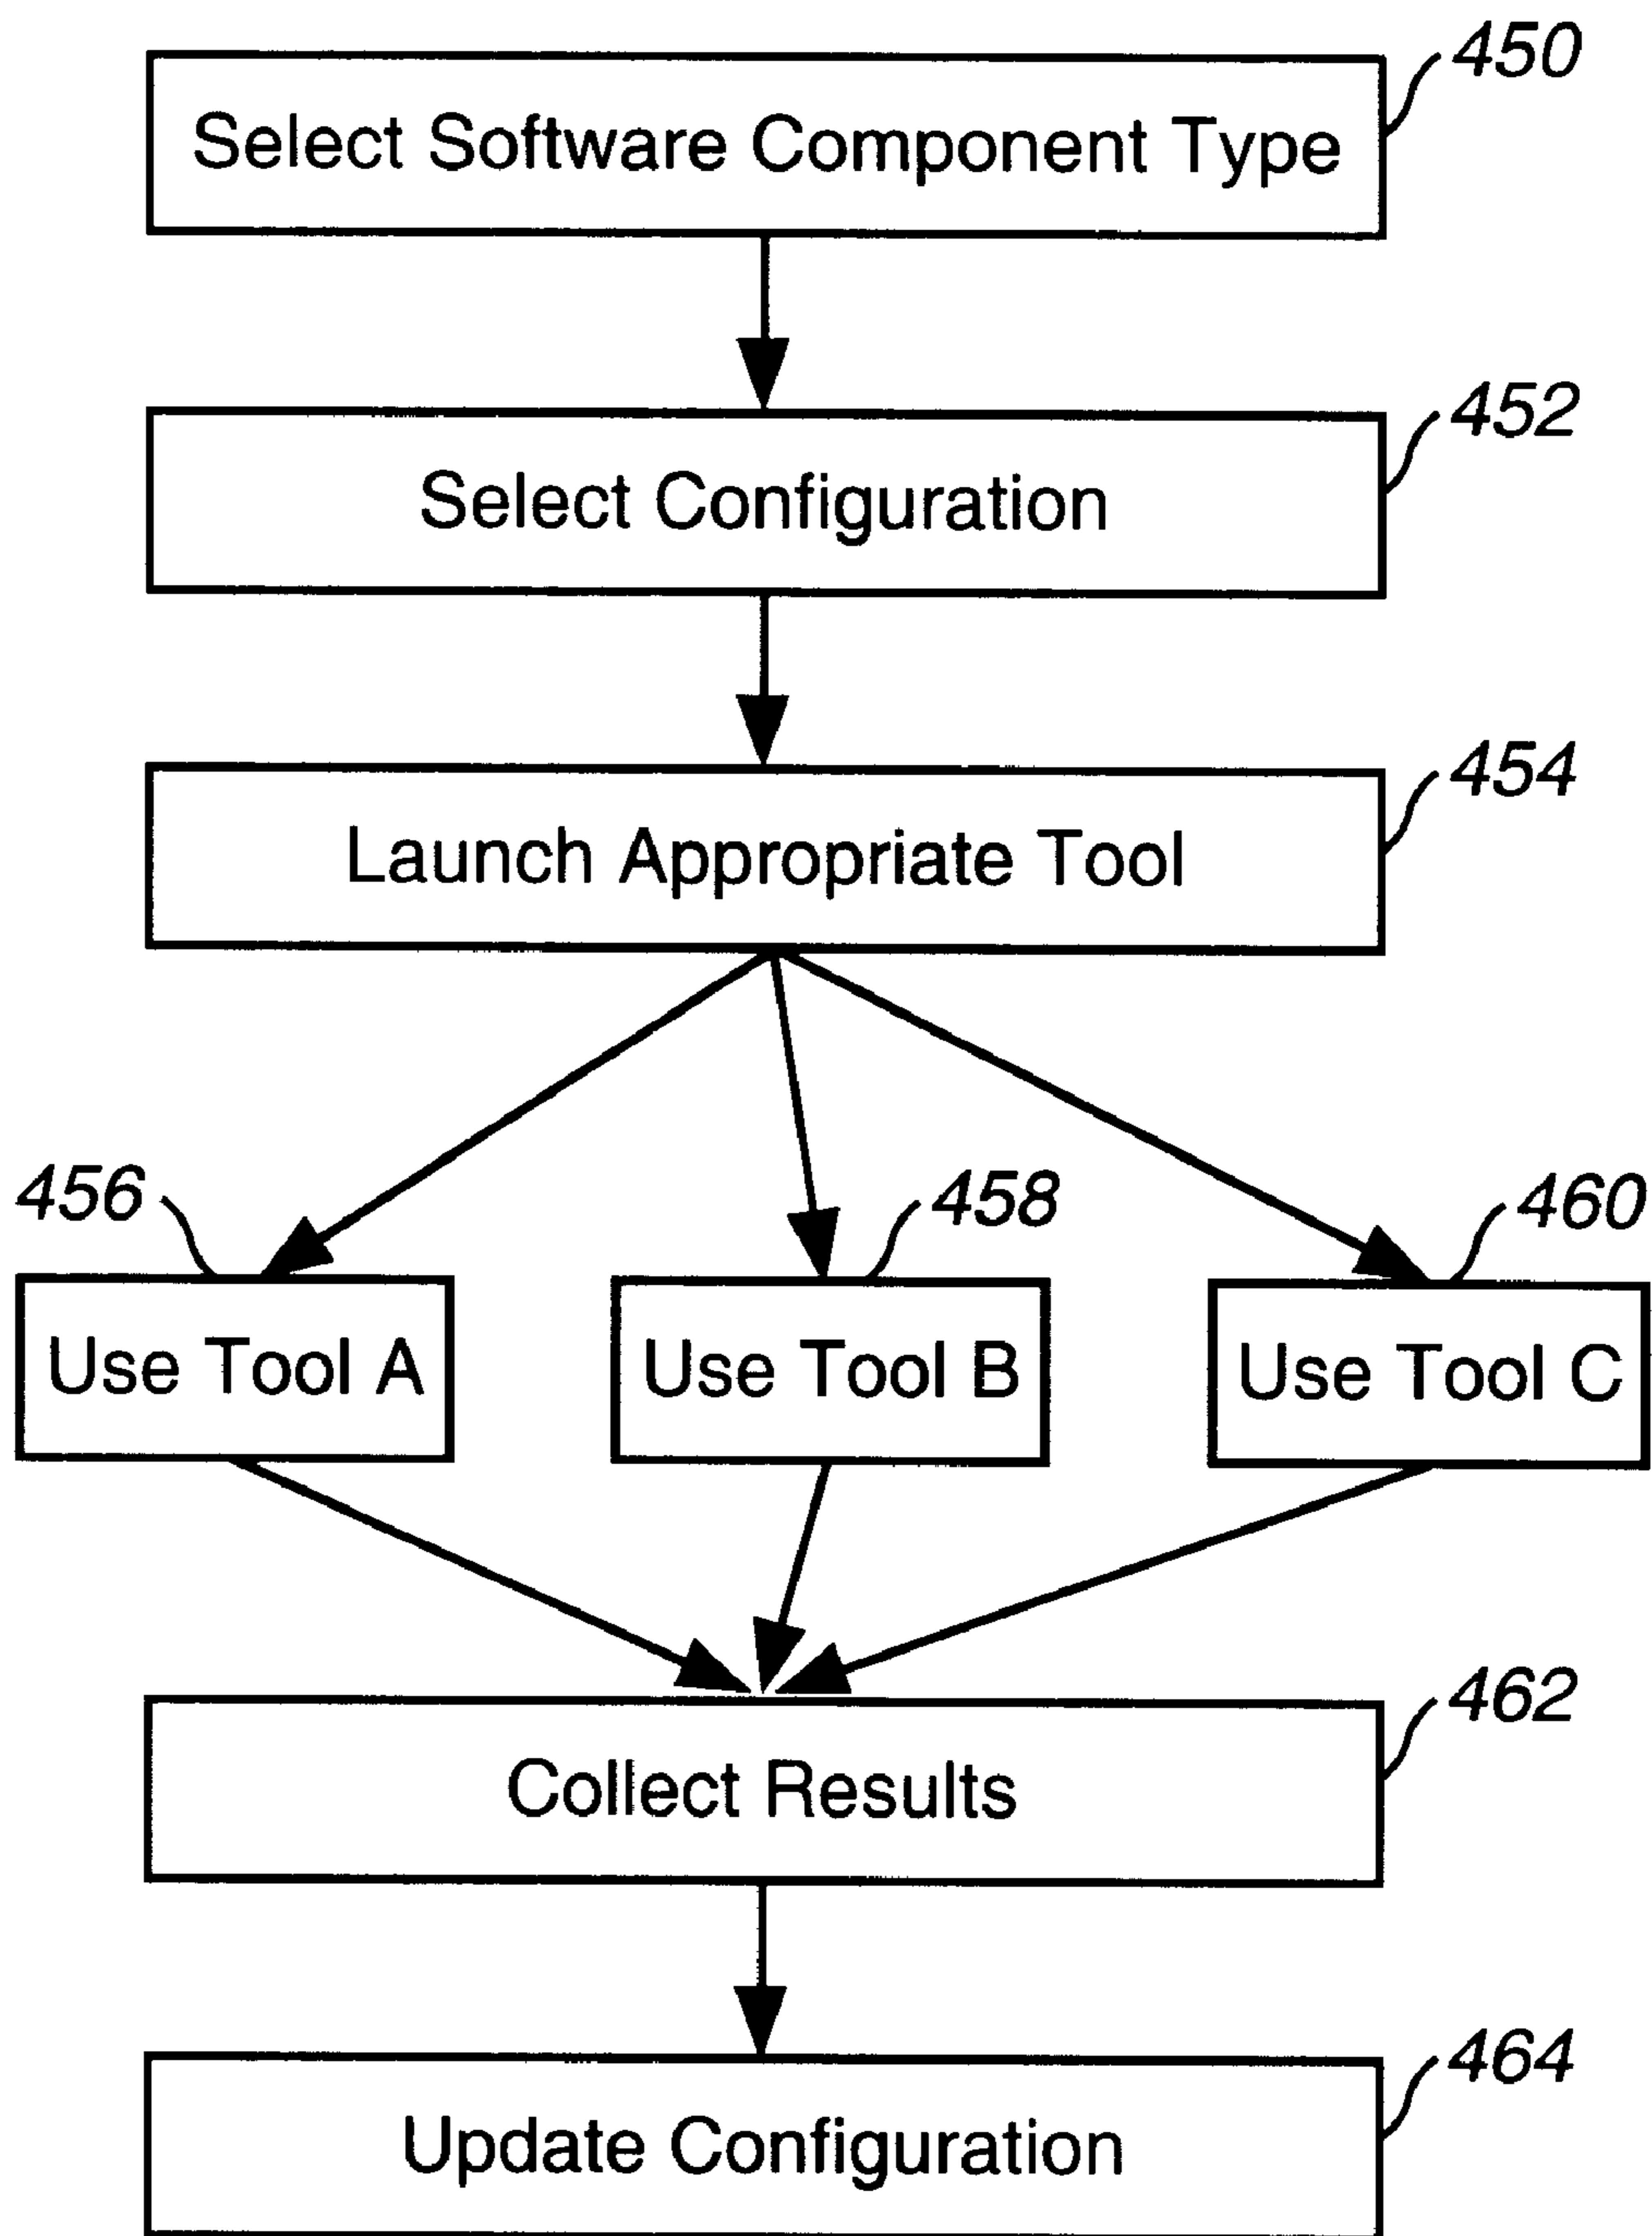 450
Select Software Component Type
452
Select Configuration
454
Launch Appropriate Tool
456
458
460
Use Tool A
Use Tool B
Use Tool C
462
Collect Results
464
Update Configuration